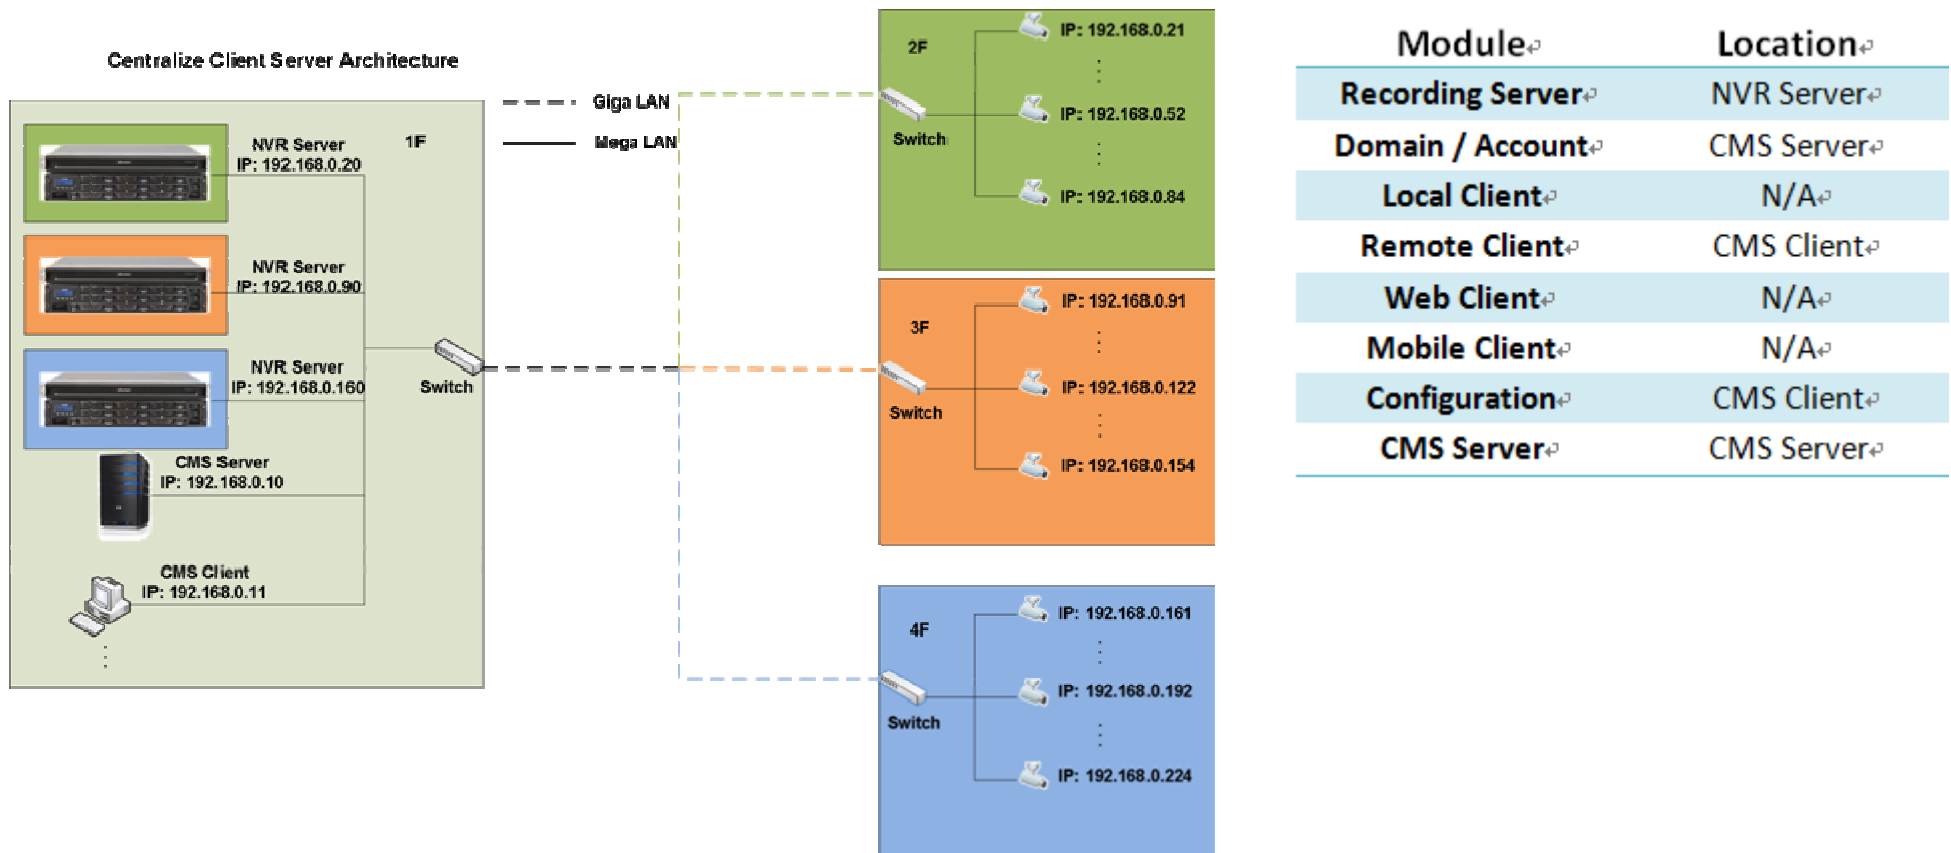 Centralize Client Server Architecture
Giga LAN
Mega LAN
1F
NVR Server
IP: 192.168.0.20
NVR Server
IP: 192.168.0.90
NVR Server
IP: 192.168.0.160
Switch
CMS Server
IP: 192.168.0.10
CMS Client
IP: 192.168.0.11
2F
Switch
IP: 192.168.0.21
IP: 192.168.0.52
IP: 192.168.0.84
3F
Switch
IP: 192.168.0.91
IP: 192.168.0.122
IP: 192.168.0.154
4F
Switch
IP: 192.168.0.161
IP: 192.168.0.192
IP: 192.168.0.224
Module Location
Recording Server NVR Server
Domain / Account CMS Server
Local Client N/A
Remote Client CMS Client
Web Client N/A
Mobile Client N/A
Configuration CMS Client
CMS Server CMS Server